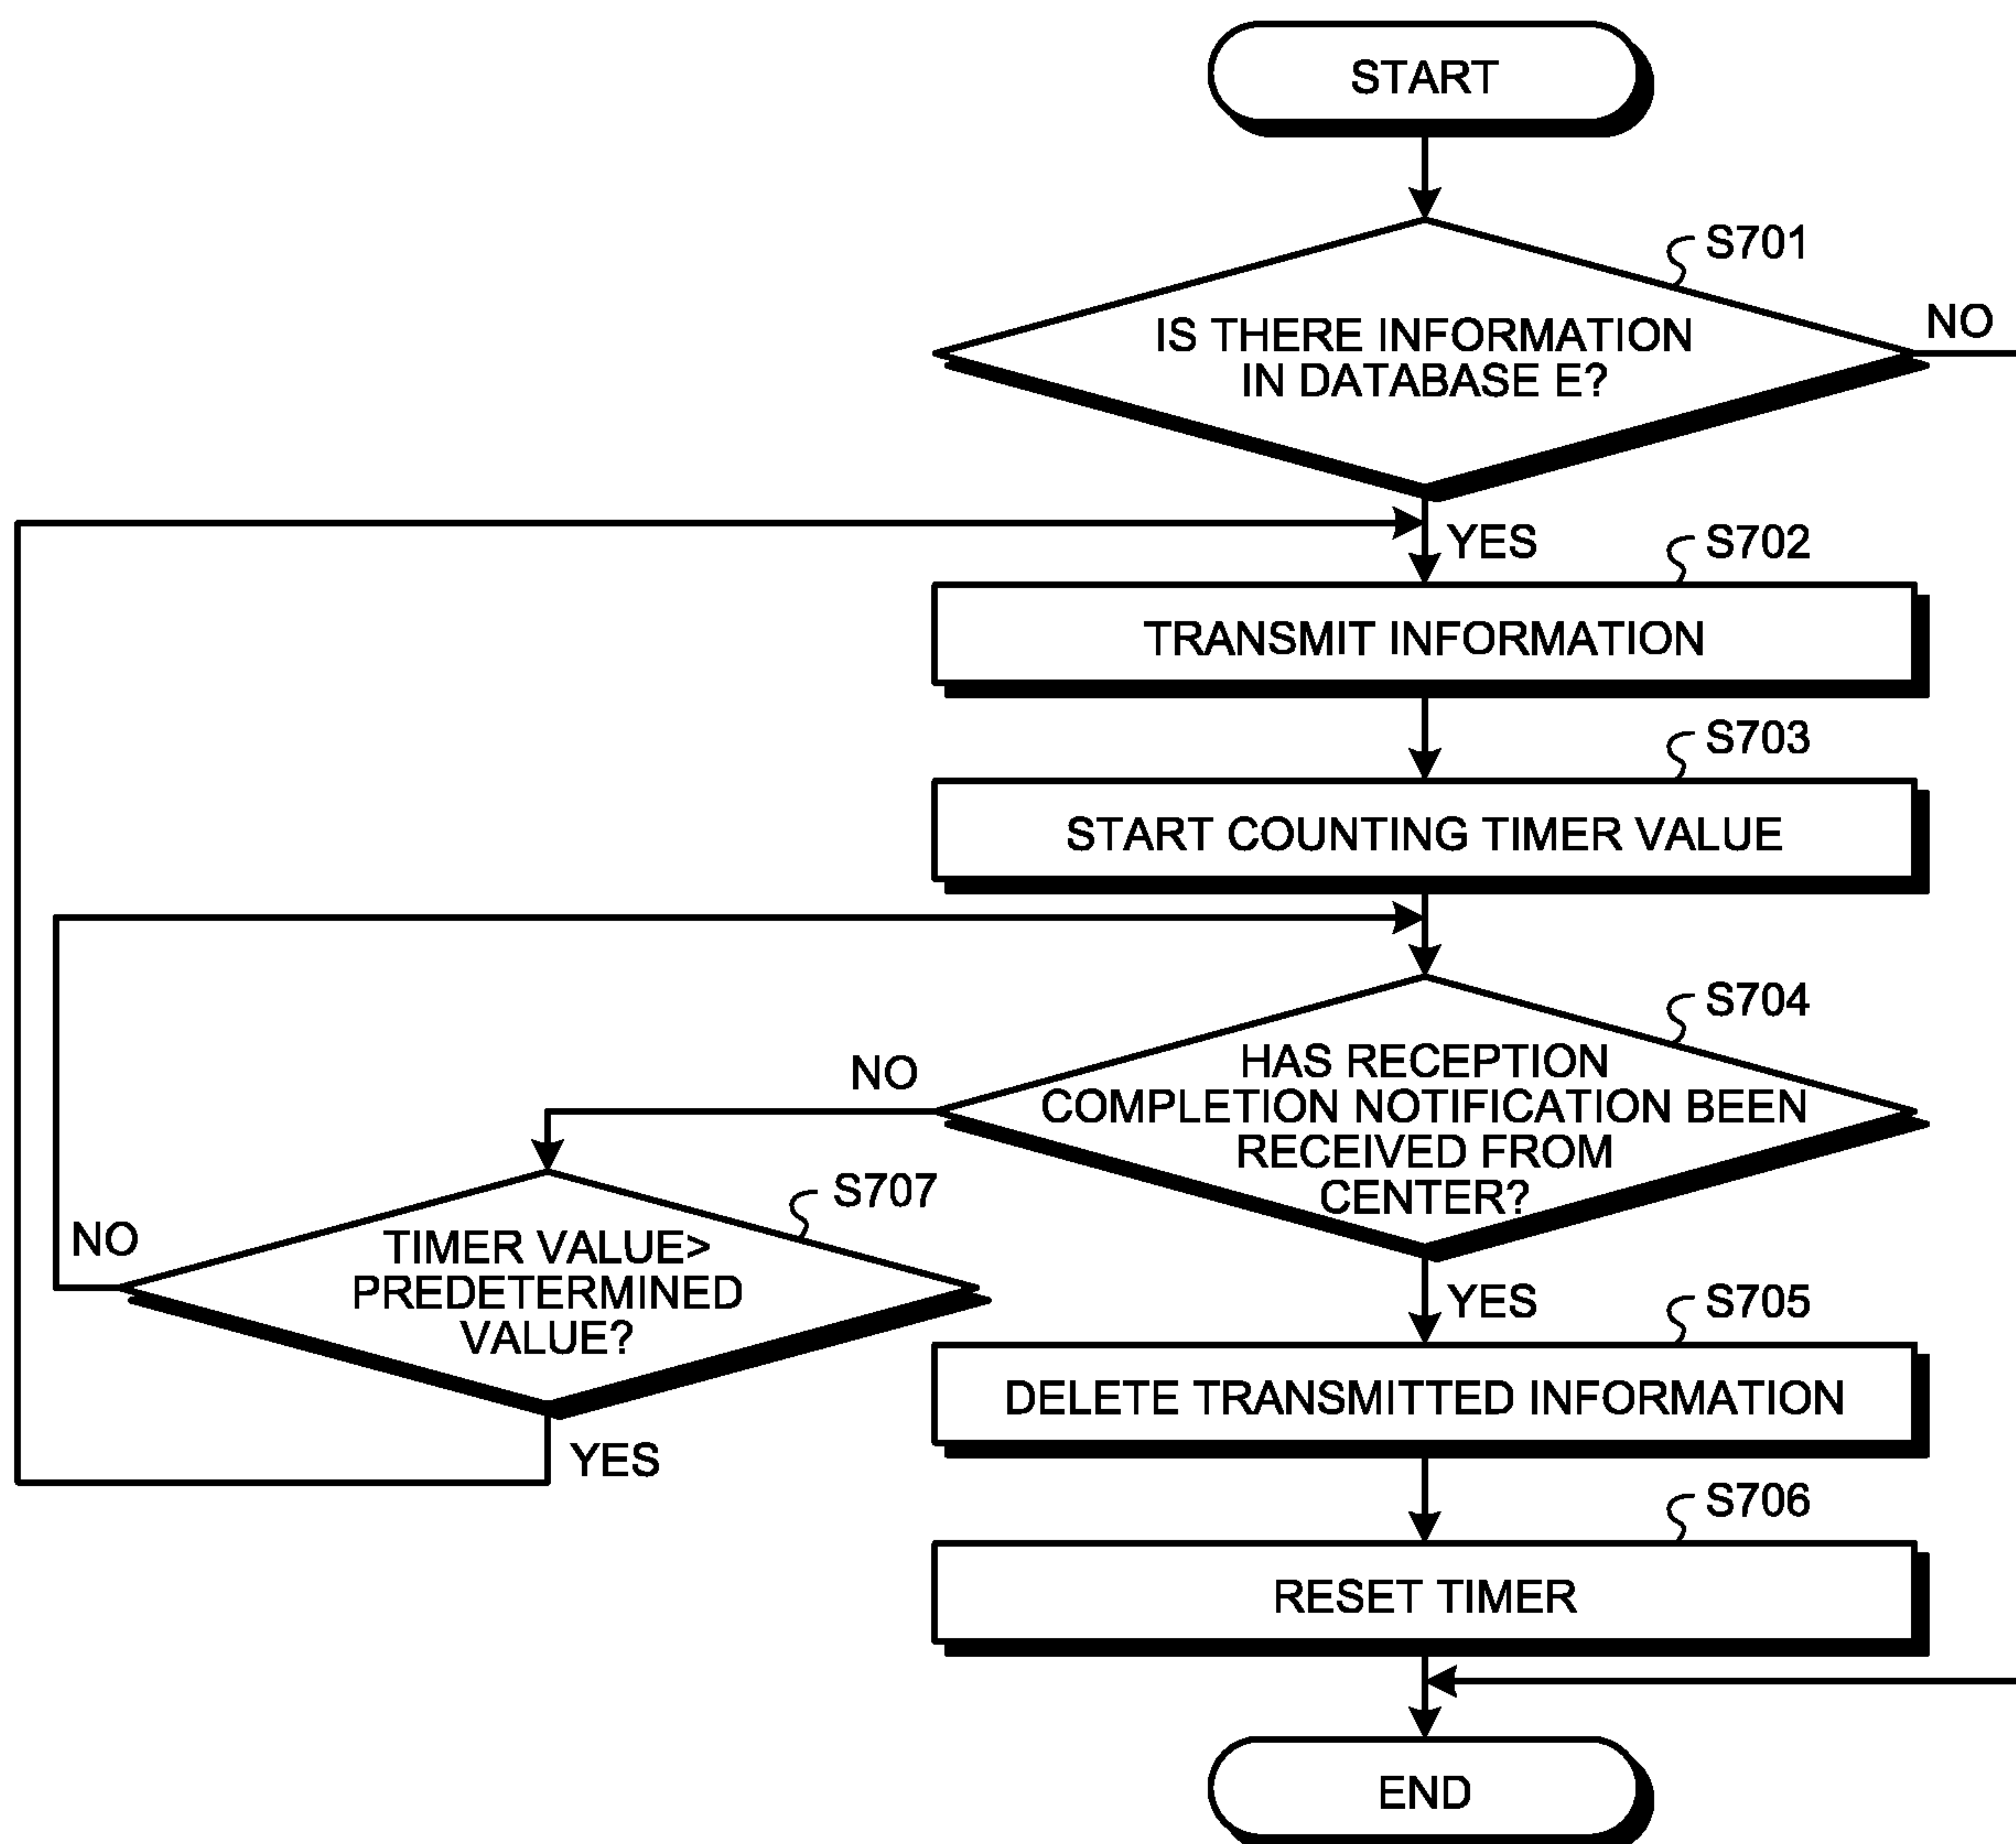 START
S701
IS THERE INFORMATION
IN DATABASE E?
NO
YES
S702
TRANSMIT INFORMATION
S703
START COUNTING TIMER VALUE
S704
HAS RECEPTION
COMPLETION NOTIFICATION BEEN
RECEIVED FROM
CENTER?
NO
S707
TIMER VALUE>
PREDETERMINED
VALUE?
NO
YES
YES
S705
DELETE TRANSMITTED INFORMATION
S706
RESET TIMER
END